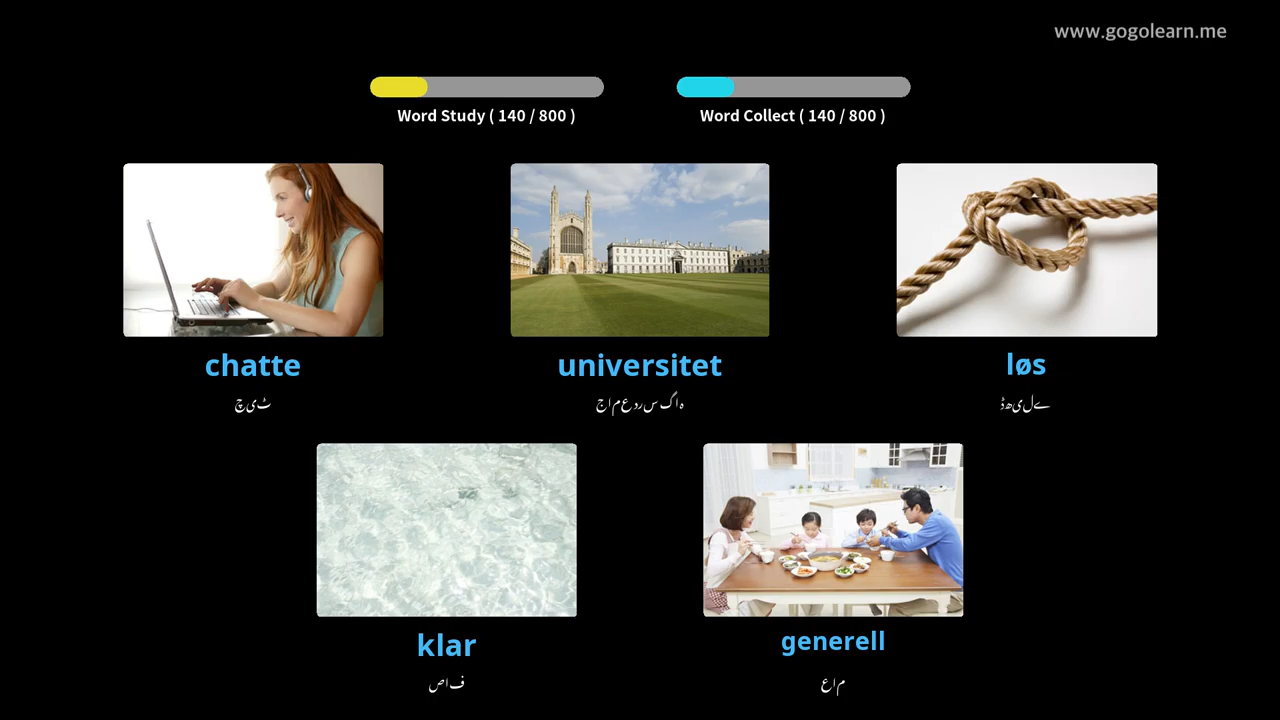 www.gogolearn.me
Word Study ( 140 / 800 )
Word Collect ( 140 / 800 )
chatte
چیٹ
universitet
جامع درسگاہ
løs
ڈھیلے
klar
صاف
generell
عام